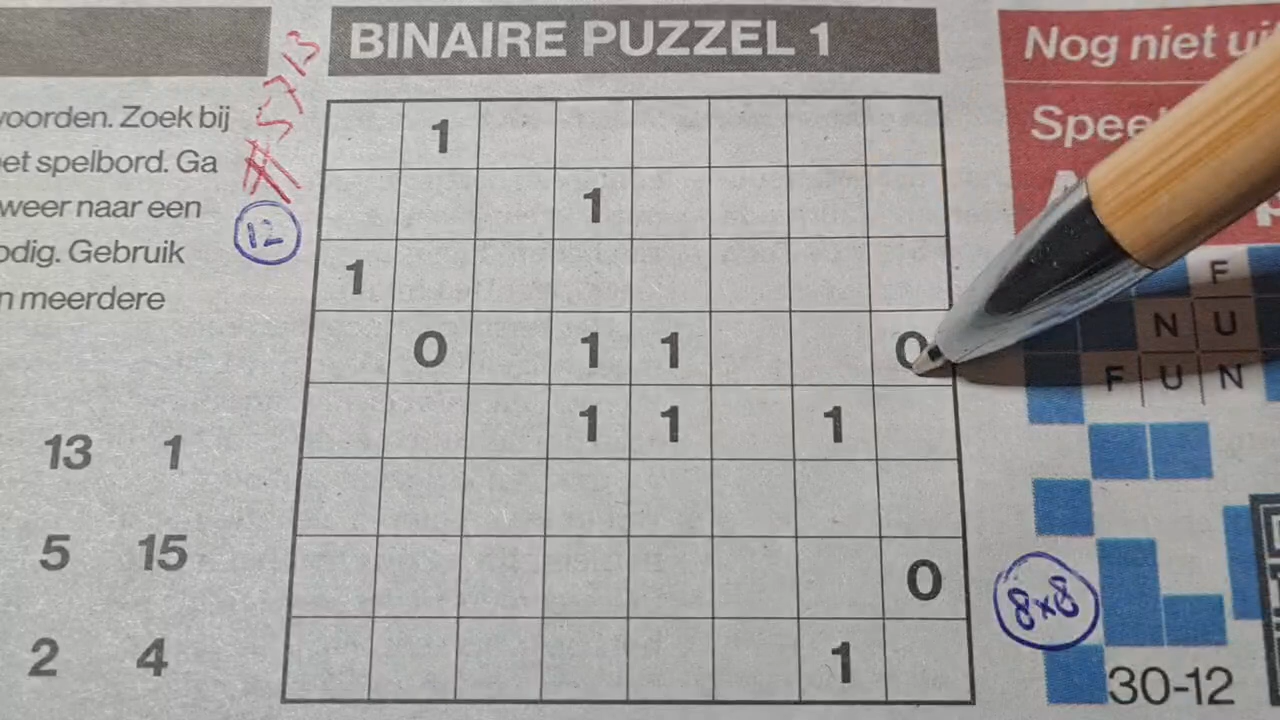 BINAIRE PUZZEL 1
voorden. Zoek bij
et spelbord. Ga
weer naar een
odig. Gebruik
n meerdere
13 1
5 15
2 4
5713
12
1
1
1
0 1 1 0
1 1 1
0
1
Nog niet
F
N U
F U N
8x8
30-12